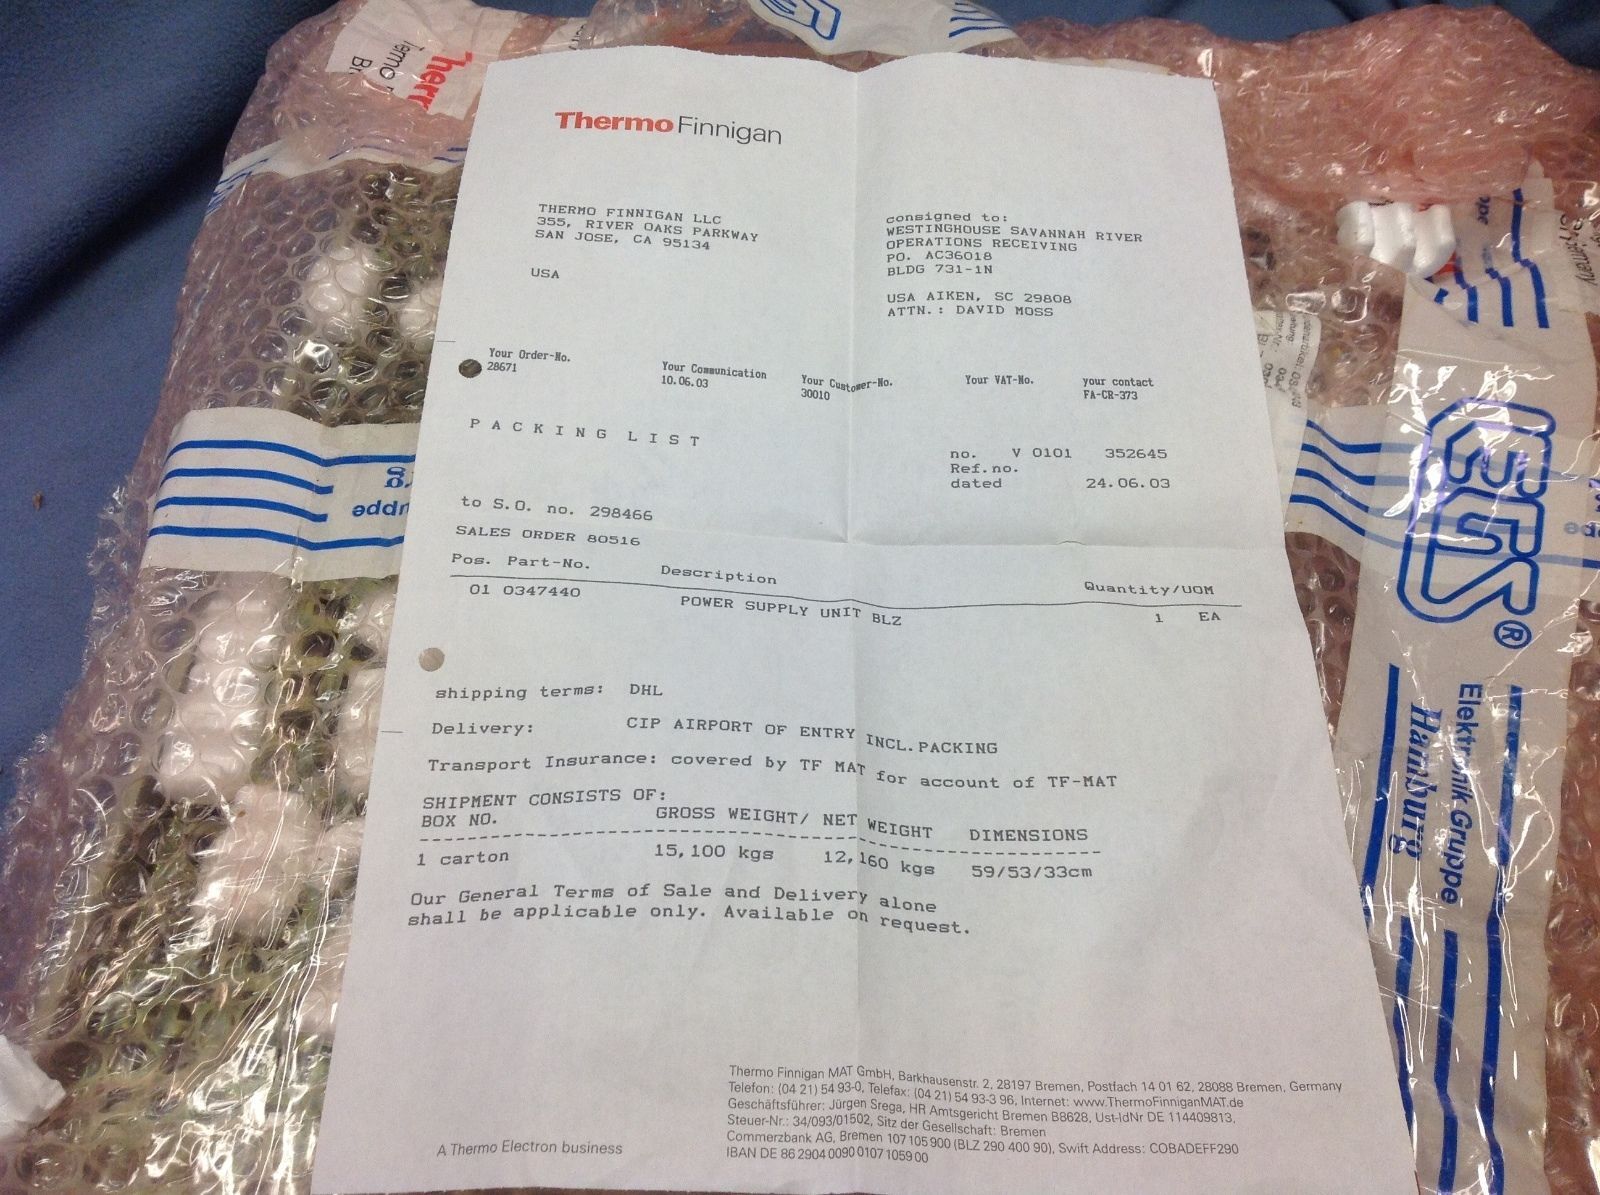 ThermoFinnigan
THERMO FINNIGAN LLC
355, RIVER OAKS PARKWAY
SAN JOSE, CA 95134
USA
consigned to:
WESTINGHOUSE SAVANNAH RIVER
OPERATIONS RECEIVING
PO. AC36018
BLDG 731-1N
USA AIKEN, SC 29808
ATTN.: DAVID MOSS
Your Order-No. Your Communication Your Customer-No. Your VAT-No. your contact
28671 10.06.03 30010 FA-CR-373
PACKING LIST
no. V 0101 352645
Ref.no.
dated 24.06.03
to S.O. no. 298466
SALES ORDER 80516
Pos. Part-No. Description Quantity/UOM
01 0347440 POWER SUPPLY UNIT BLZ 1 EA
shipping terms: DHL
Delivery: CIP AIRPORT OF ENTRY INCL.PACKING
Transport Insurance: covered by TF MAT for account of TF-MAT
SHIPMENT CONSISTS OF:
BOX NO. GROSS WEIGHT/ NET WEIGHT DIMENSIONS
1 carton 15,100 kgs 12,160 kgs 59/53/33cm
Our General Terms of Sale and Delivery alone
shall be applicable only. Available on request.
A Thermo Electron business
Thermo Finnigan MAT GmbH, Barkhausenstr. 2, 28197 Bremen, Postfach 14 01 62, 28088 Bremen, Germany
Telefon: (04 21) 54 93-0, Telefax: (04 21) 54 93-3 96, Internet: www.ThermoFinniganMAT.de
Geschäftsführer: Jürgen Srega, HR Amtsgericht Bremen B8628, Ust-IdNr DE 114409813,
Steuer-Nr.: 34/093/01502, Sitz der Gesellschaft: Bremen
Commerzbank AG, Bremen 107 105 900 (BLZ 290 400 90), Swift Address: COBADEFF290
IBAN DE 86 2904 0090 0107 1059 00
EGS®
Elektronik Gruppe
Hamburg